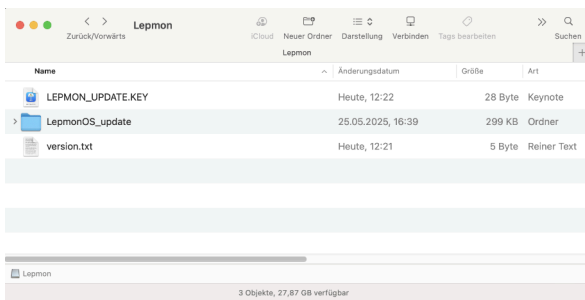 Lepmon
Zurück/Vorwärts
iCloud
Neuer Ordner
Darstellung
Verbinden
Tags bearbeiten
Suchen
Lepmon
Name
Änderungsdatum
Größe
Art
LEPMON_UPDATE.KEY Heute, 12:22 28 Byte Keynote
LepmonOS_update 25.05.2025, 16:39 299 KB Ordner
version.txt Heute, 12:21 5 Byte Reiner Text
Lepmon
3 Objekte, 27,87 GB verfügbar